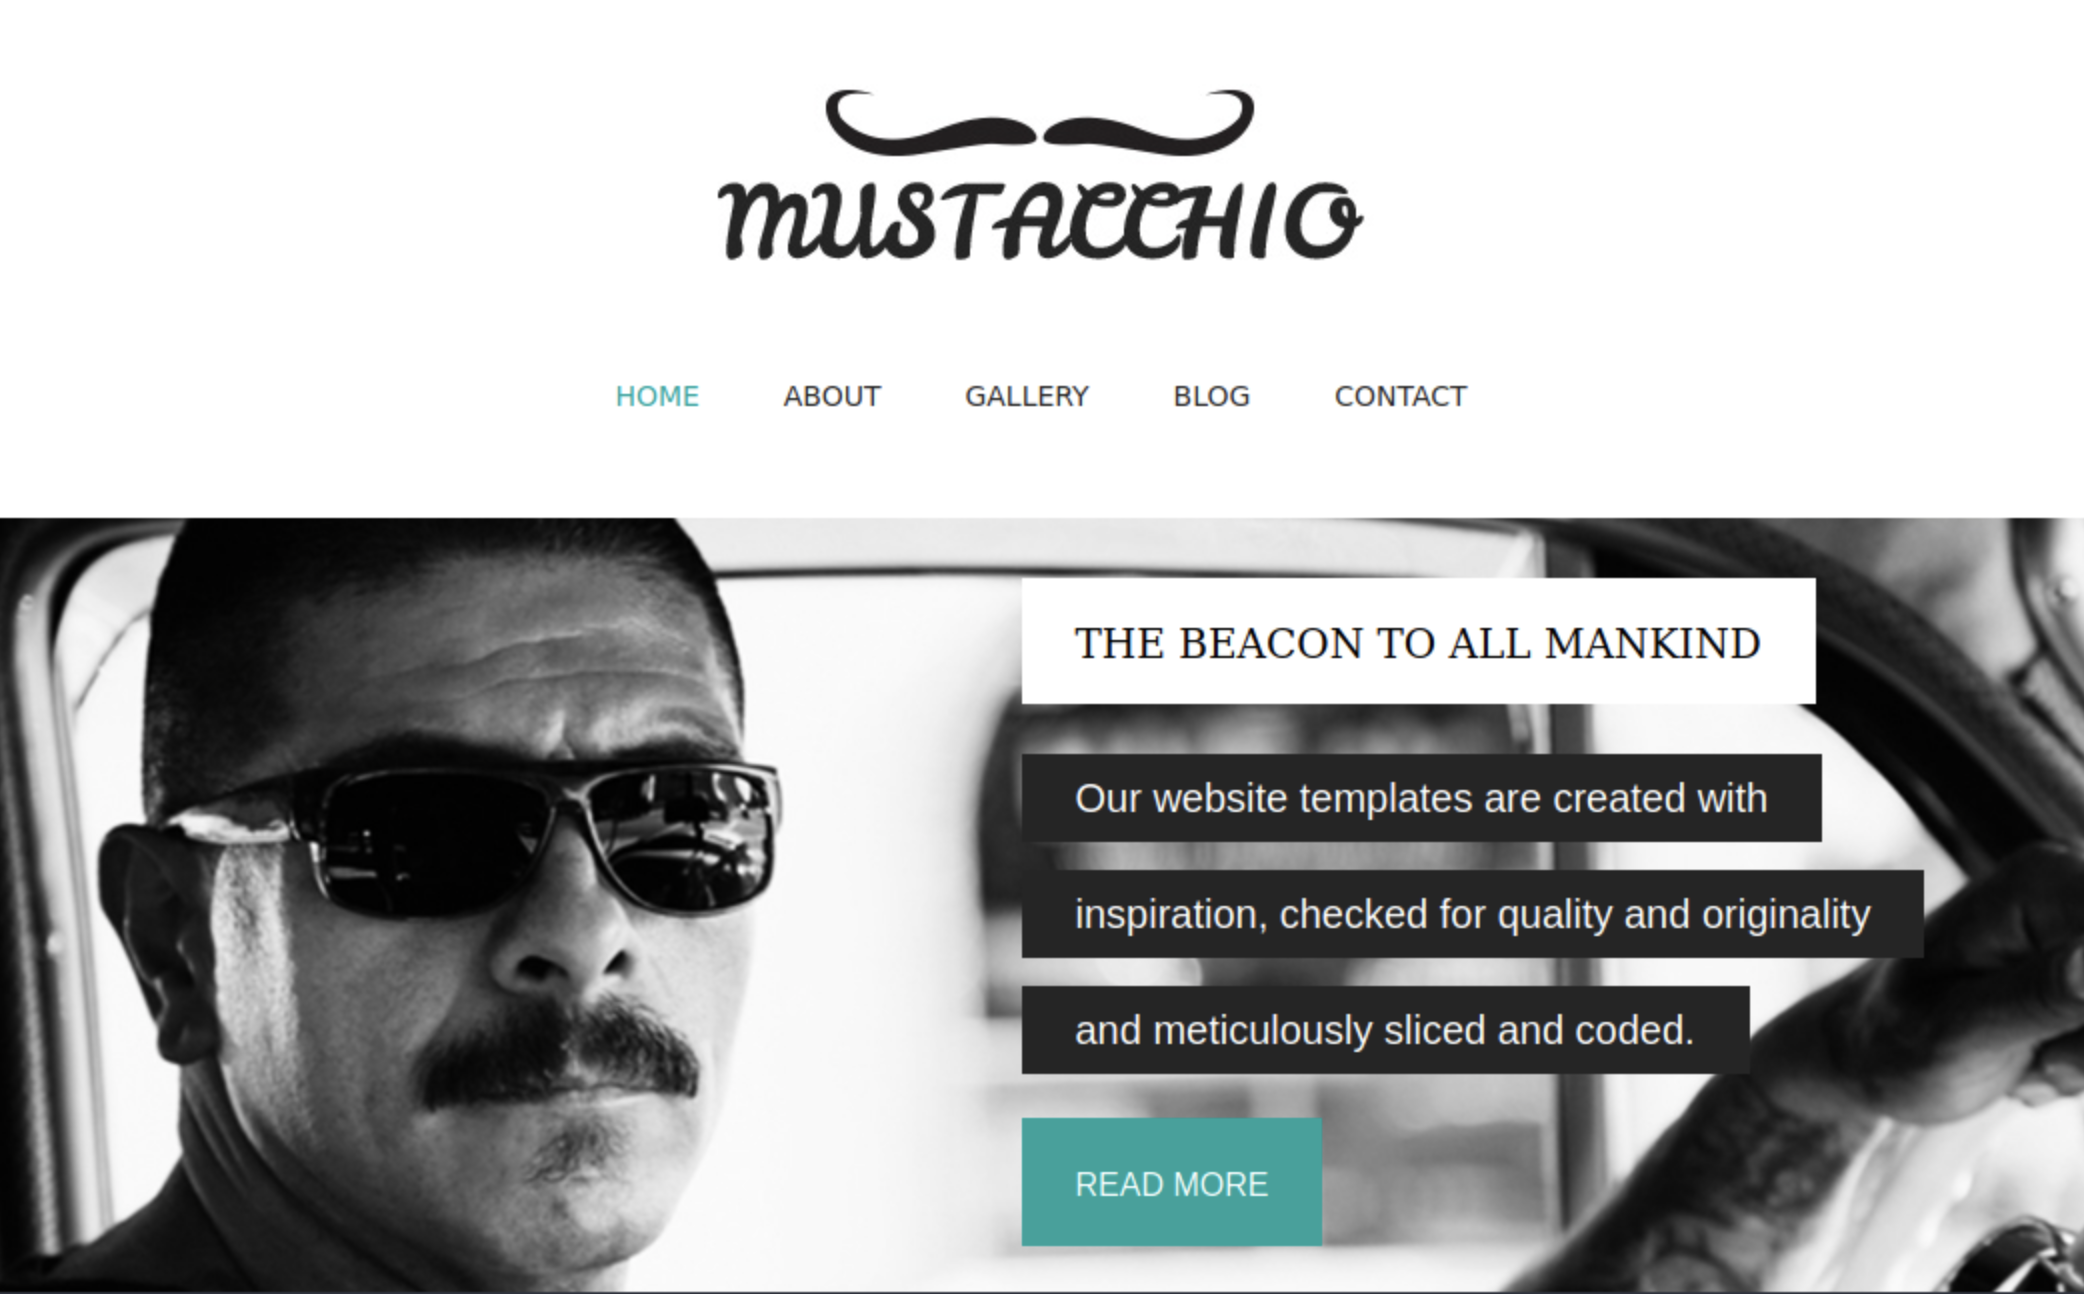 MUSTACCHIO
HOME ABOUT GALLERY BLOG CONTACT
THE BEACON TO ALL MANKIND
Our website templates are created with
inspiration, checked for quality and originality
and meticulously sliced and coded.
READ MORE